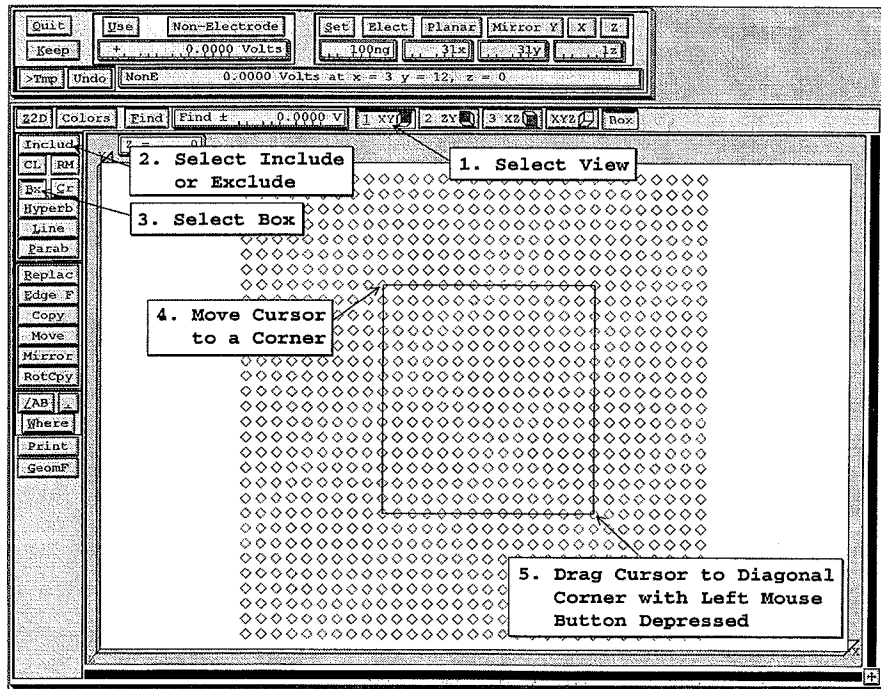 Quit Use Non-Electrode Set Elect Planar Mirror Y X Z
Keep + 0.0000 Volts 100ng 31x 31y 1z
>Tmp Undo NonE 0.0000 Volts at x = 3 y = 12, z = 0
Z2D Colors Find Find ± 0.0000 V 1 XY 2 ZY 3 XZ XYZ Box
Includ Z = 0
CL RM
Bx Cr
Hyperb
Line
Parab
Replac
Edge F
Copy
Move
Mirror
RotCpy
/AB .
Where
Print
GeomF
1. Select View
2. Select Include
or Exclude
3. Select Box
4. Move Cursor
to a Corner
5. Drag Cursor to Diagonal
Corner with Left Mouse
Button Depressed
x